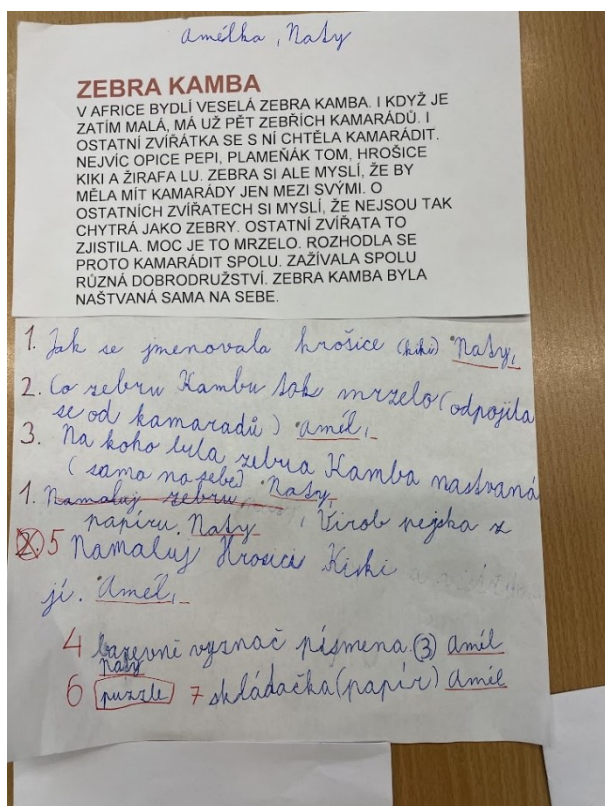 Amélka, Naty
ZEBRA KAMBA
V AFRICE BYDLÍ VESELÁ ZEBRA KAMBA. I KDYŽ JE
ZATÍM MALÁ, MÁ UŽ PĚT ZEBŘÍCH KAMARÁDŮ. I
OSTATNÍ ZVÍŘÁTKA SE S NÍ CHTĚLA KAMARÁDIT.
NEJVÍC OPICE PEPI, PLAMEŇÁK TOM, HROŠICE
KIKI A ŽIRAFA LU. ZEBRA SI ALE MYSLÍ, ŽE BY
MĚLA MÍT KAMARÁDY JEN MEZI SVÝMI. O
OSTATNÍCH ZVÍŘATECH SI MYSLÍ, ŽE NEJSOU TAK
CHYTRÁ JAKO ZEBRY. OSTATNÍ ZVÍŘATA TO
ZJISTILA. MOC JE TO MRZELO. ROZHODLA SE
PROTO KAMARÁDIT SPOLU. ZAŽÍVALA SPOLU
RŮZNÁ DOBRODRUŽSTVÍ. ZEBRA KAMBA BYLA
NAŠTVANÁ SAMA NA SEBE.
1. Jak se jmenovala hrošice (kiki) Naty,
2. Co zebru Kambu tak mrzelo (odpojila
se od kamaradů) amél,
3. Na koho byla zebra Kamba nastvaná
(sama na sebe) Naty,
1. Namaluj zebru
papíru. Naty, Virob pejska z
2. 5 Namaluj Hrosici Kiki
jí. Amél,
4 barevně vyznač písmena. (3) amél
Naty
6 puzzle 7 skládačka (papír) Amél